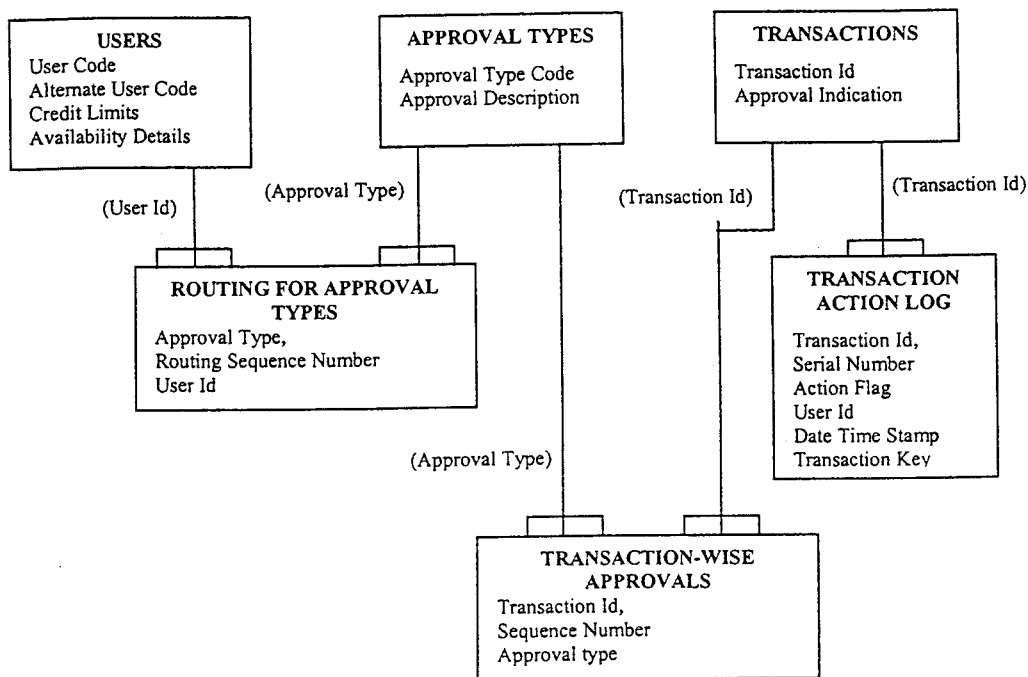 USERS
User Code
Alternate User Code
Credit Limits
Availability Details
APPROVAL TYPES
Approval Type Code
Approval Description
TRANSACTIONS
Transaction Id
Approval Indication
(User Id)
(Approval Type)
(Transaction Id)
(Transaction Id)
ROUTING FOR APPROVAL
TYPES
Approval Type,
Routing Sequence Number
User Id
TRANSACTION
ACTION LOG
Transaction Id,
Serial Number
Action Flag
User Id
Date Time Stamp
Transaction Key
(Approval Type)
TRANSACTION-WISE
APPROVALS
Transaction Id,
Sequence Number
Approval type